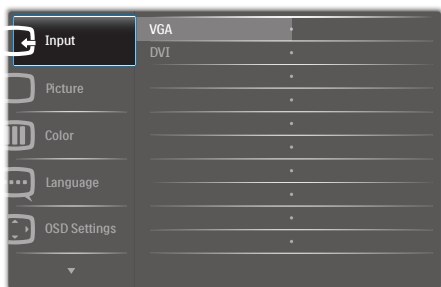 Input
VGA
DVI
Picture
Color
Language
OSD Settings